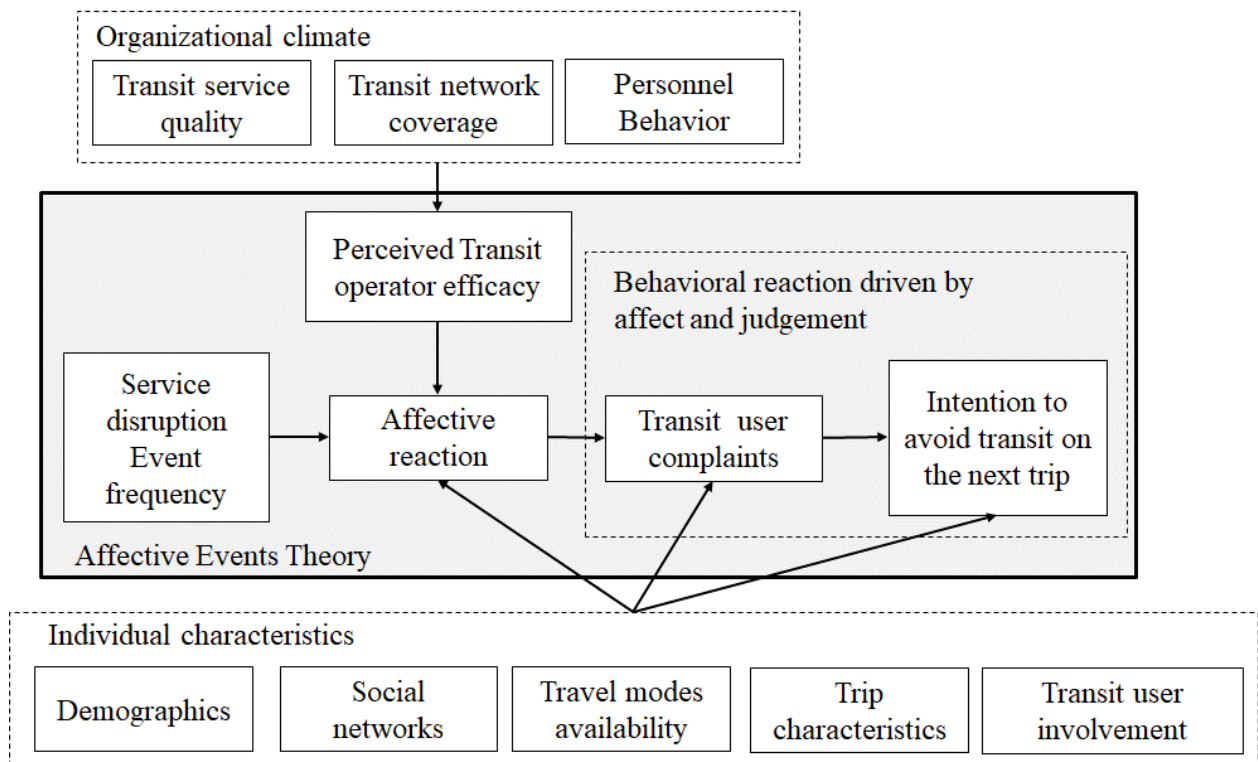 Organizational climate
Transit service
quality
Transit network
coverage
Personnel
Behavior
Perceived Transit
operator efficacy
Behavioral reaction driven by
affect and judgement
Service
disruption
Event
frequency
Affective
reaction
Transit user
complaints
Intention to
avoid transit on
the next trip
Affective Events Theory
Individual characteristics
Demographics
Social
networks
Travel modes
availability
Trip
characteristics
Transit user
involvement